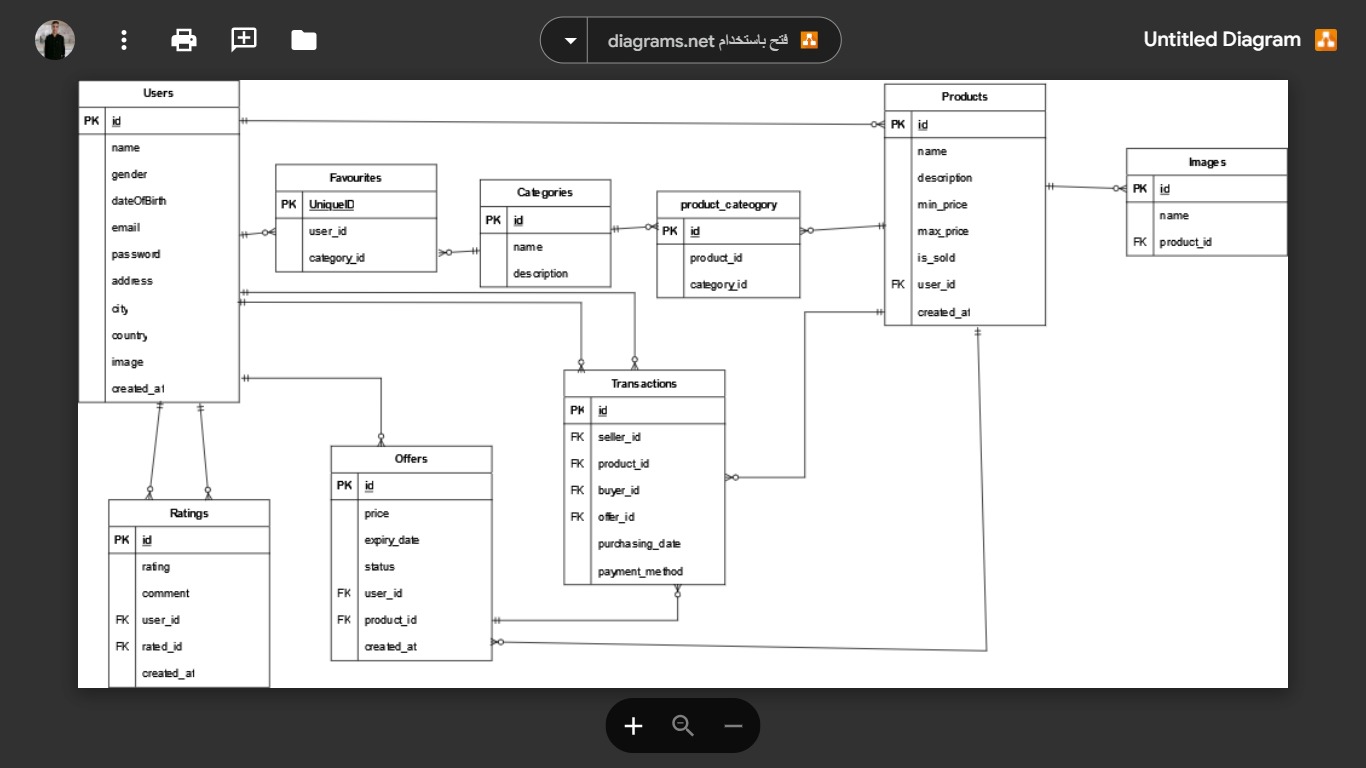 diagrams.net فتح باستخدام
Untitled Diagram
Users
PK id
name
gender
dateOfBirth
email
password
address
city
country
image
created_at
Favourites
PK UniqueID
user_id
category_id
Categories
PK id
name
description
product_cateogory
PK id
product_id
category_id
Products
PK id
name
description
min_price
max_price
is_sold
FK user_id
created_at
Images
PK id
name
FK product_id
Transactions
PK id
FK seller_id
FK product_id
FK buyer_id
FK offer_id
purchasing_date
payment_method
Offers
PK id
price
expiry_date
status
FK user_id
FK product_id
created_at
Ratings
PK id
rating
comment
FK user_id
FK rated_id
created_at